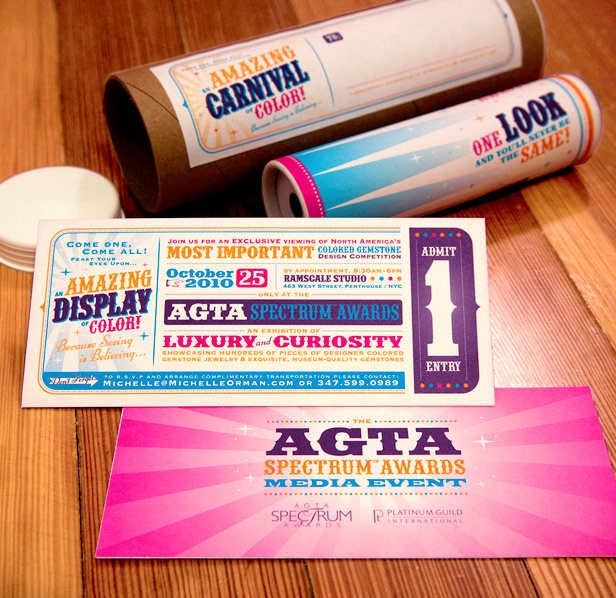 AN AMAZING
CARNIVAL
OF COLOR!
Because Seeing is Believing...
TO:
ONE LOOK
AND YOU'LL NEVER BE
THE SAME!
COME ONE,
COME ALL!
FEAST YOUR
EYES UPON...
AN AMAZING
DISPLAY
OF COLOR!
Because Seeing
is Believing...
Don't Forget!
JOIN US FOR AN EXCLUSIVE VIEWING OF NORTH AMERICA'S
MOST IMPORTANT COLORED GEMSTONE
DESIGN COMPETITION
October 25
2010
BY APPOINTMENT, 8:30AM-6PM
RAMSCALE STUDIO
463 WEST STREET, PENTHOUSE / NYC
ONLY AT THE
AGTA SPECTRUM AWARDS
AN EXHIBITION OF
LUXURY and CURIOSITY
SHOWCASING HUNDREDS OF PIECES OF DESIGNER COLORED
GEMSTONE JEWELRY & EXQUISITE, MUSEUM-QUALITY GEMSTONES
TO R.S.V.P AND ARRANGE COMPLIMENTARY TRANSPORTATION PLEASE CONTACT:
MICHELLE@MICHELLEORMAN.COM OR 347.599.0989
ADMIT
1
ENTRY
THE
AGTA
SPECTRUM™ AWARDS
MEDIA EVENT
AGTA
SPECTRUM
AWARDS
PLATINUM GUILD
INTERNATIONAL